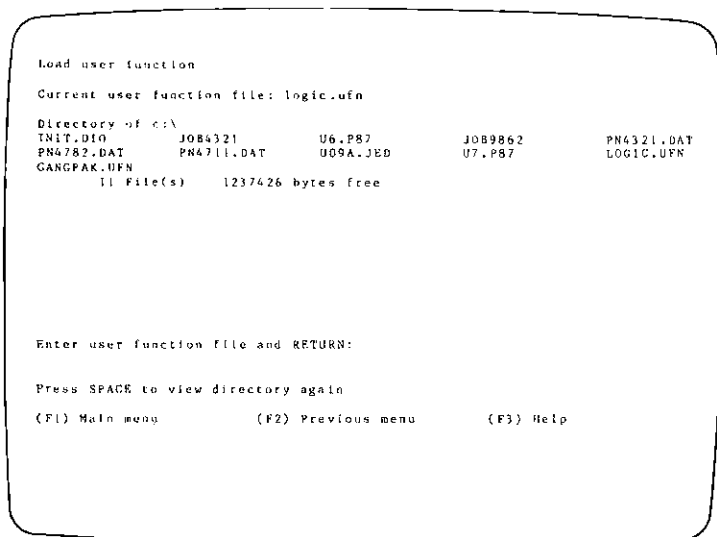 Load user function
Current user function file: logic.ufn
Directory of c:\
INIT.DIO JOB4321 U6.P87 JOB9862 PN4321.DAT
PN4782.DAT PN4711.DAT U09A.JED U7.P87 LOGIC.UFN
GANGPAK.UFN
11 File(s) 1237426 bytes free
Enter user function file and RETURN:
Press SPACE to view directory again
(F1) Main menu (F2) Previous menu (F3) Help